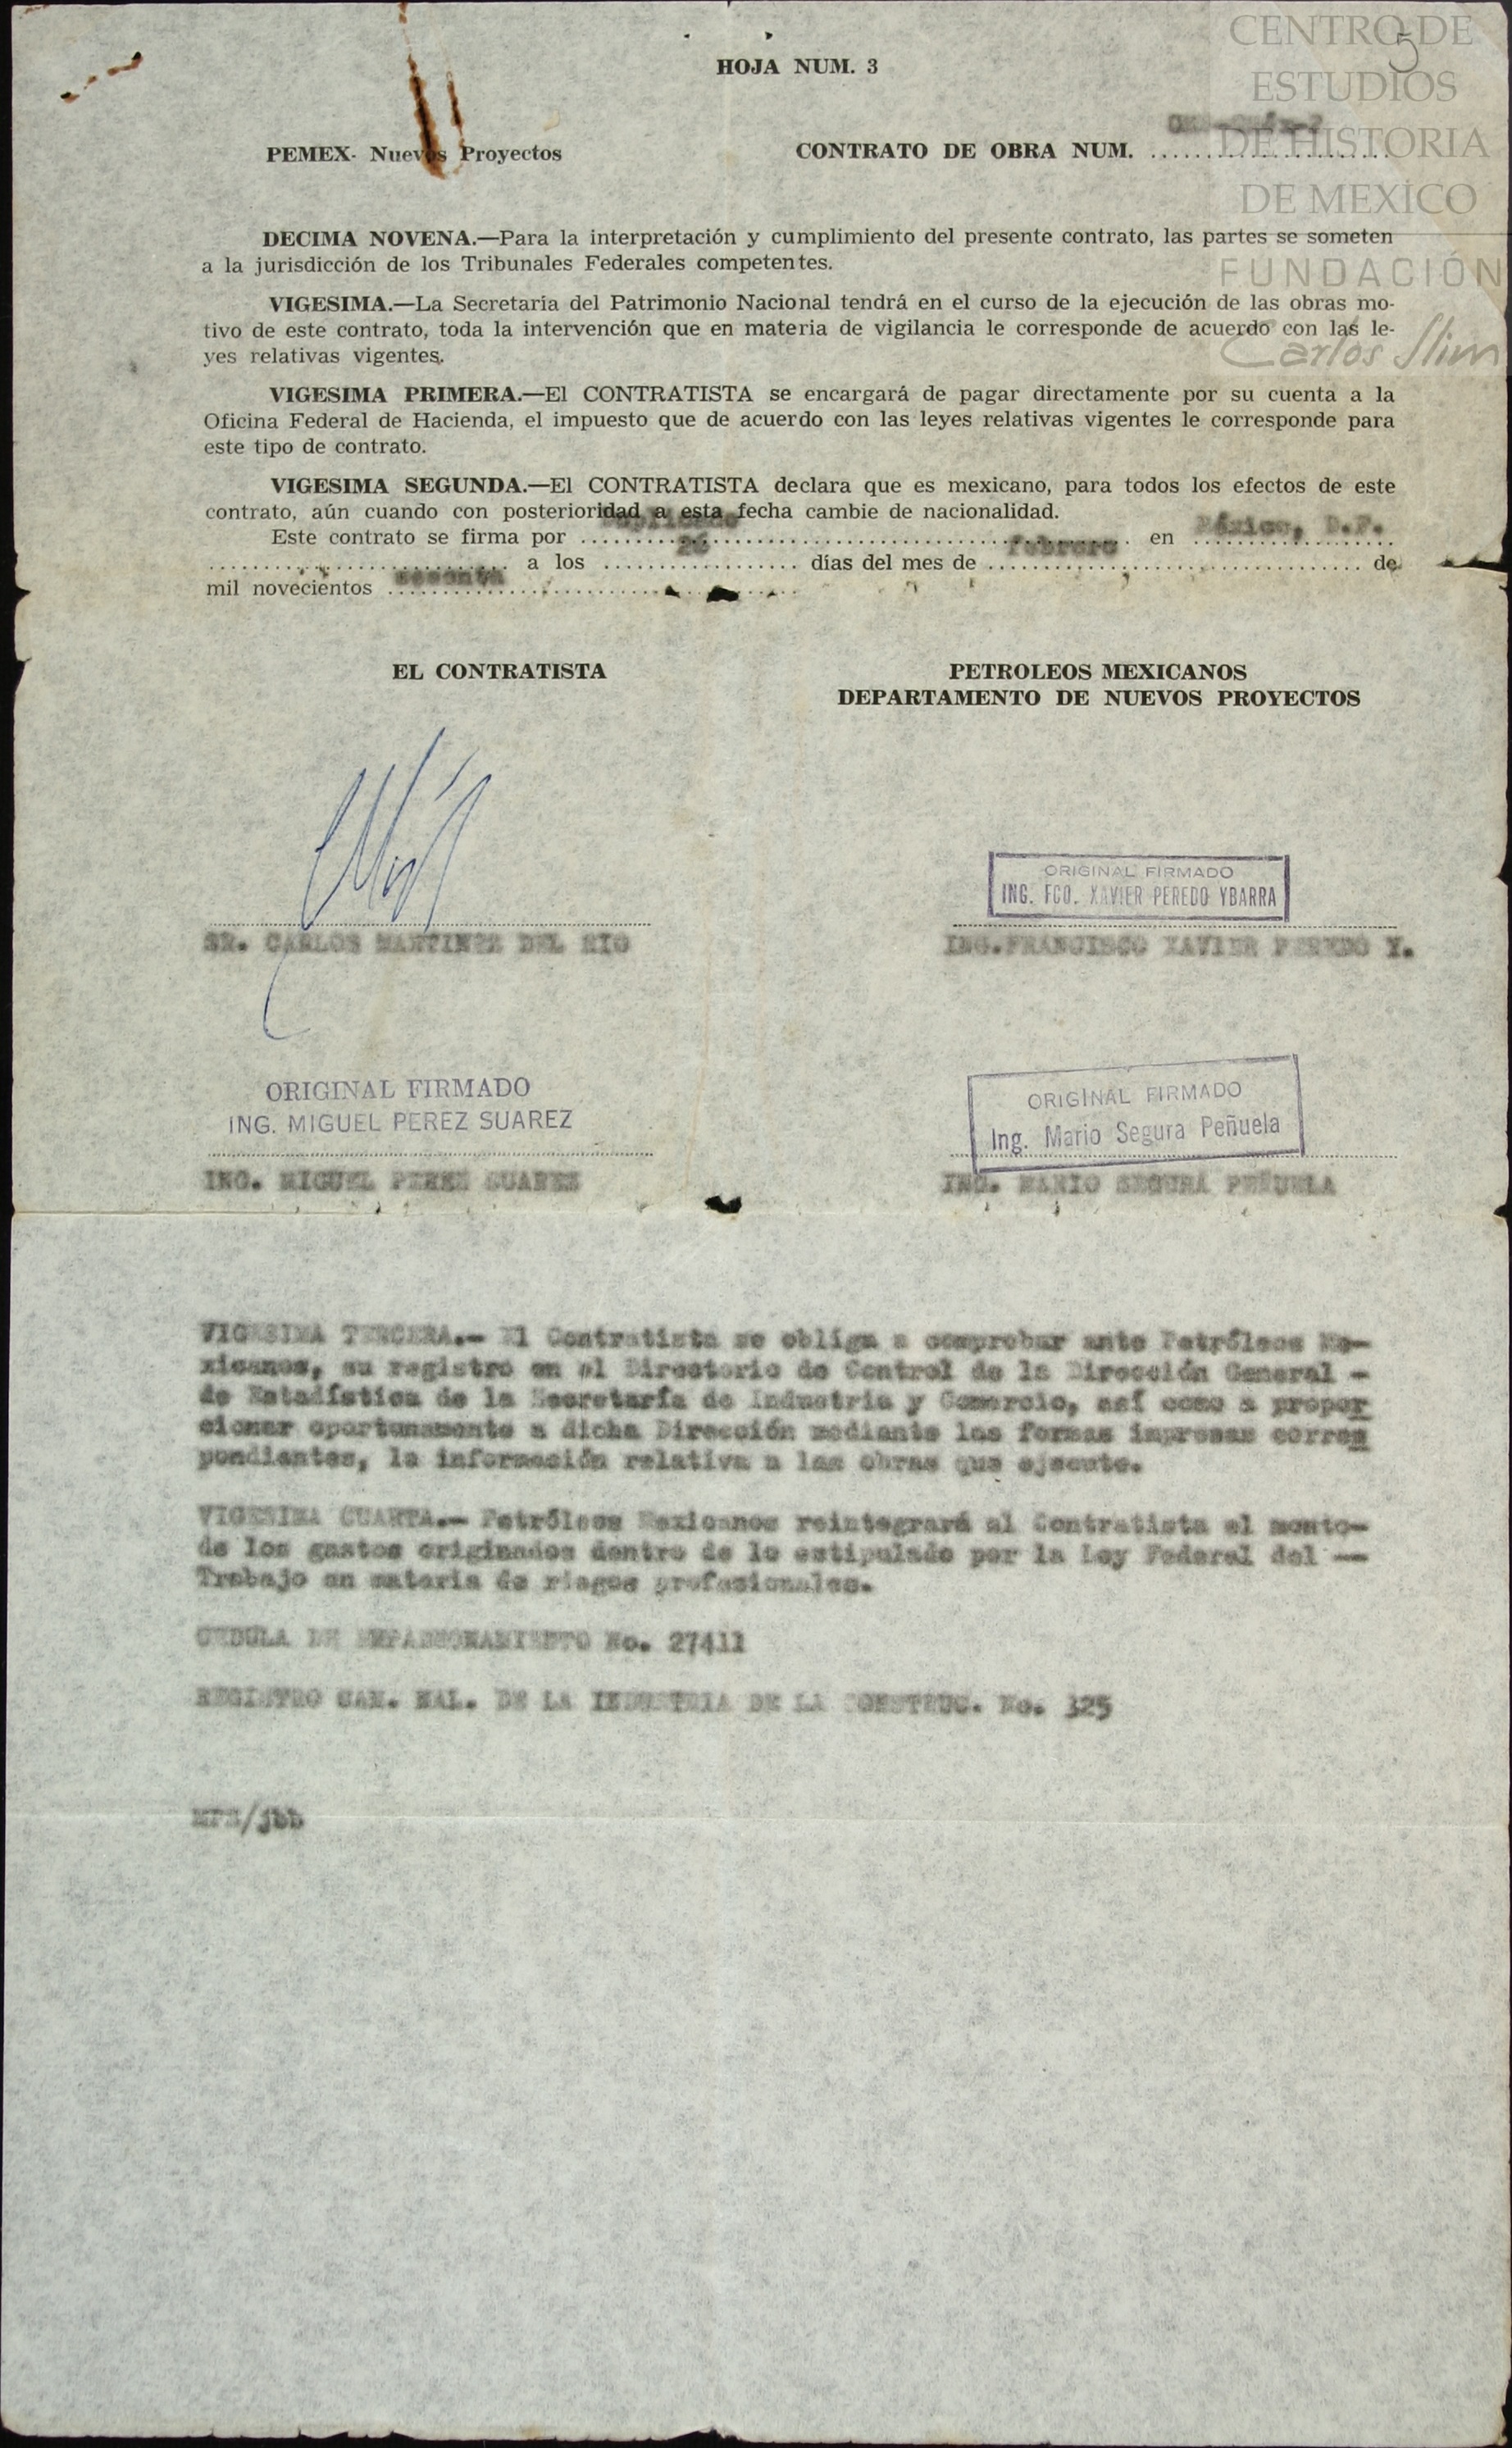 CENTRO DE
ESTUDIOS
DE HISTORIA
DE MEXICO
FUNDACIÓN
Carlos Slim
5
HOJA NUM. 3
PEMEX- Nuevos Proyectos CONTRATO DE OBRA NUM.
DECIMA NOVENA.—Para la interpretación y cumplimiento del presente contrato, las partes se someten
a la jurisdicción de los Tribunales Federales competentes.
VIGESIMA.—La Secretaría del Patrimonio Nacional tendrá en el curso de la ejecución de las obras mo-
tivo de este contrato, toda la intervención que en materia de vigilancia le corresponde de acuerdo con las le-
yes relativas vigentes.
VIGESIMA PRIMERA.—El CONTRATISTA se encargará de pagar directamente por su cuenta a la
Oficina Federal de Hacienda, el impuesto que de acuerdo con las leyes relativas vigentes le corresponde para
este tipo de contrato.
VIGESIMA SEGUNDA.—El CONTRATISTA declara que es mexicano, para todos los efectos de este
contrato, aún cuando con posterioridad a esta fecha cambie de nacionalidad.
Este contrato se firma por duplicado en México, D.F.
a los 26 días del mes de febrero de
mil novecientos sesenta
EL CONTRATISTA
PETROLEOS MEXICANOS
DEPARTAMENTO DE NUEVOS PROYECTOS
ORIGINAL FIRMADO
ING. FCO. XAVIER PEREDO YBARRA
SR. CARLOS MARTINEZ DEL RIO
ING.FRANCISCO XAVIER PEREDO Y.
ORIGINAL FIRMADO
ING. MIGUEL PEREZ SUAREZ
ORIGINAL FIRMADO
Ing. Mario Segura Peñuela
ING. MIGUEL PEREZ SUAREZ
ING. MARIO SEGURA PEÑUELA
VIGESIMA TERCERA.- El Contratista se obliga a comprobar ante Petróleos Me-
xicanos, su registro en el Directorio de Control de la Dirección General -
de Estadística de la Secretaría de Industria y Comercio, así como a propor
cionar oportunamente a dicha Dirección mediante las formas impresas corres
pondientes, la información relativa a las obras que ejecute.
VIGESIMA CUARTA.- Petróleos Mexicanos reintegrará al Contratista el monto-
de los gastos originados dentro de lo estipulado por la Ley Federal del --
Trabajo en materia de riesgos profesionales.
CEDULA DE EMPADRONAMIENTO No. 27411
REGISTRO CAM. NAL. DE LA INDUSTRIA DE LA CONSTRUC. No. 325